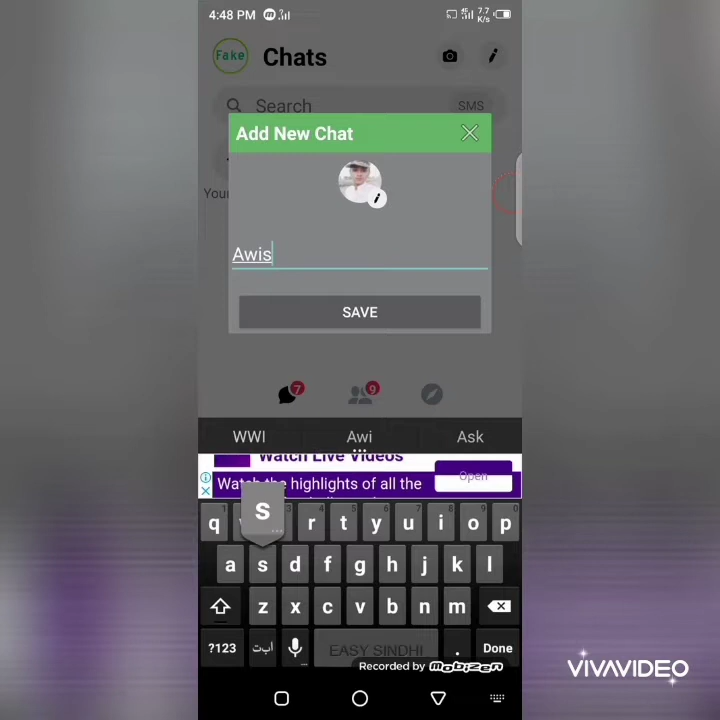 4:48 PM
7.7
K/s
Fake
Chats
Search
SMS
Add New Chat
Your
Awis
SAVE
7
9
WWI
Awi
Ask
Watch Live Videos
Watch the highlights of all the
Open
S
q r t y u i o p
a s d f g h j k l
z x c v b n m
?123
ا‌ب‌ت
EASY SINDHI
.
Done
Recorded by mobizen
VIVAVIDEO